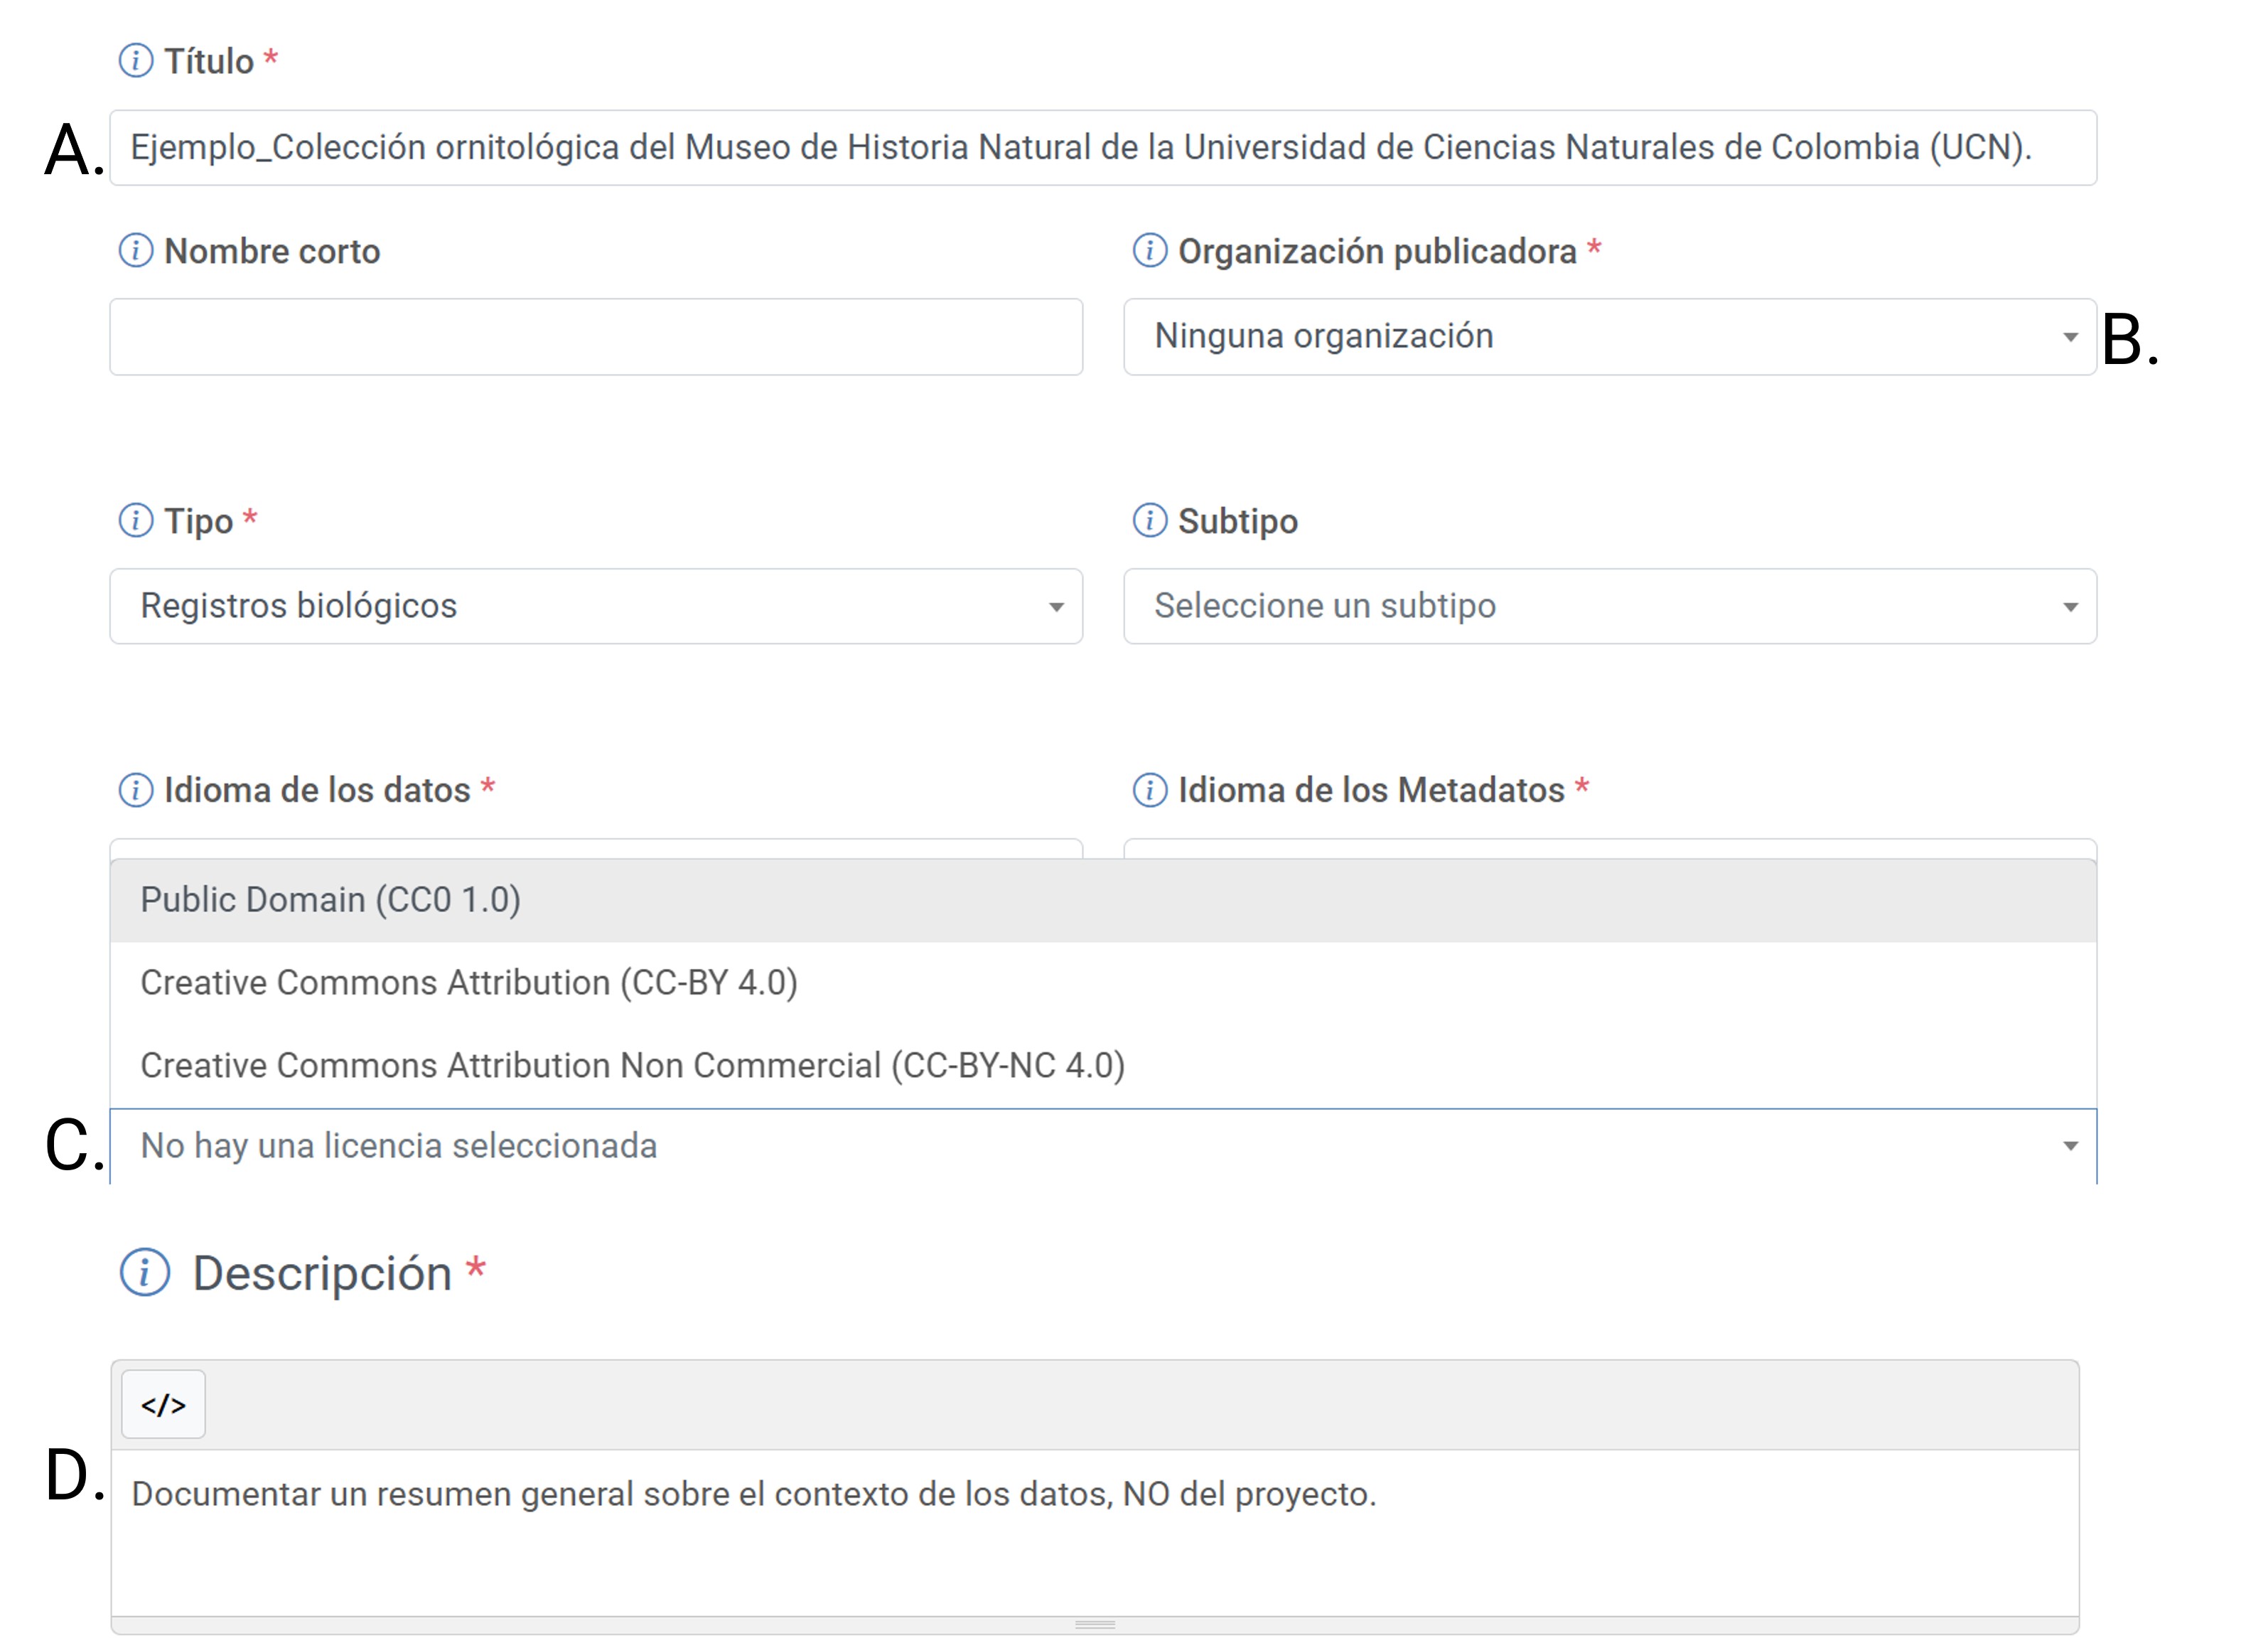 Título *
A. Ejemplo_Colección ornitológica del Museo de Historia Natural de la Universidad de Ciencias Naturales de Colombia (UCN).
Nombre corto
Organización publicadora *
Ninguna organización B.
Tipo *
Subtipo
Registros biológicos
Seleccione un subtipo
Idioma de los datos *
Idioma de los Metadatos *
Public Domain (CC0 1.0)
Creative Commons Attribution (CC-BY 4.0)
Creative Commons Attribution Non Commercial (CC-BY-NC 4.0)
C. No hay una licencia seleccionada
Descripción *
</>
D. Documentar un resumen general sobre el contexto de los datos, NO del proyecto.